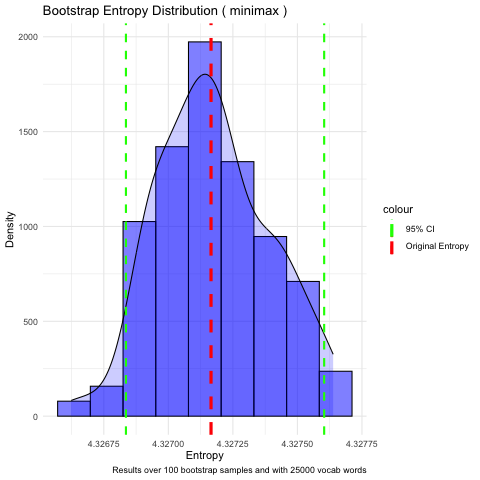 Bootstrap Entropy Distribution ( minimax )
2000
1500
1000
500
0
Density
4.32675 4.32700 4.32725 4.32750 4.32775
Entropy
colour
95% CI
Original Entropy
Results over 100 bootstrap samples and with 25000 vocab words